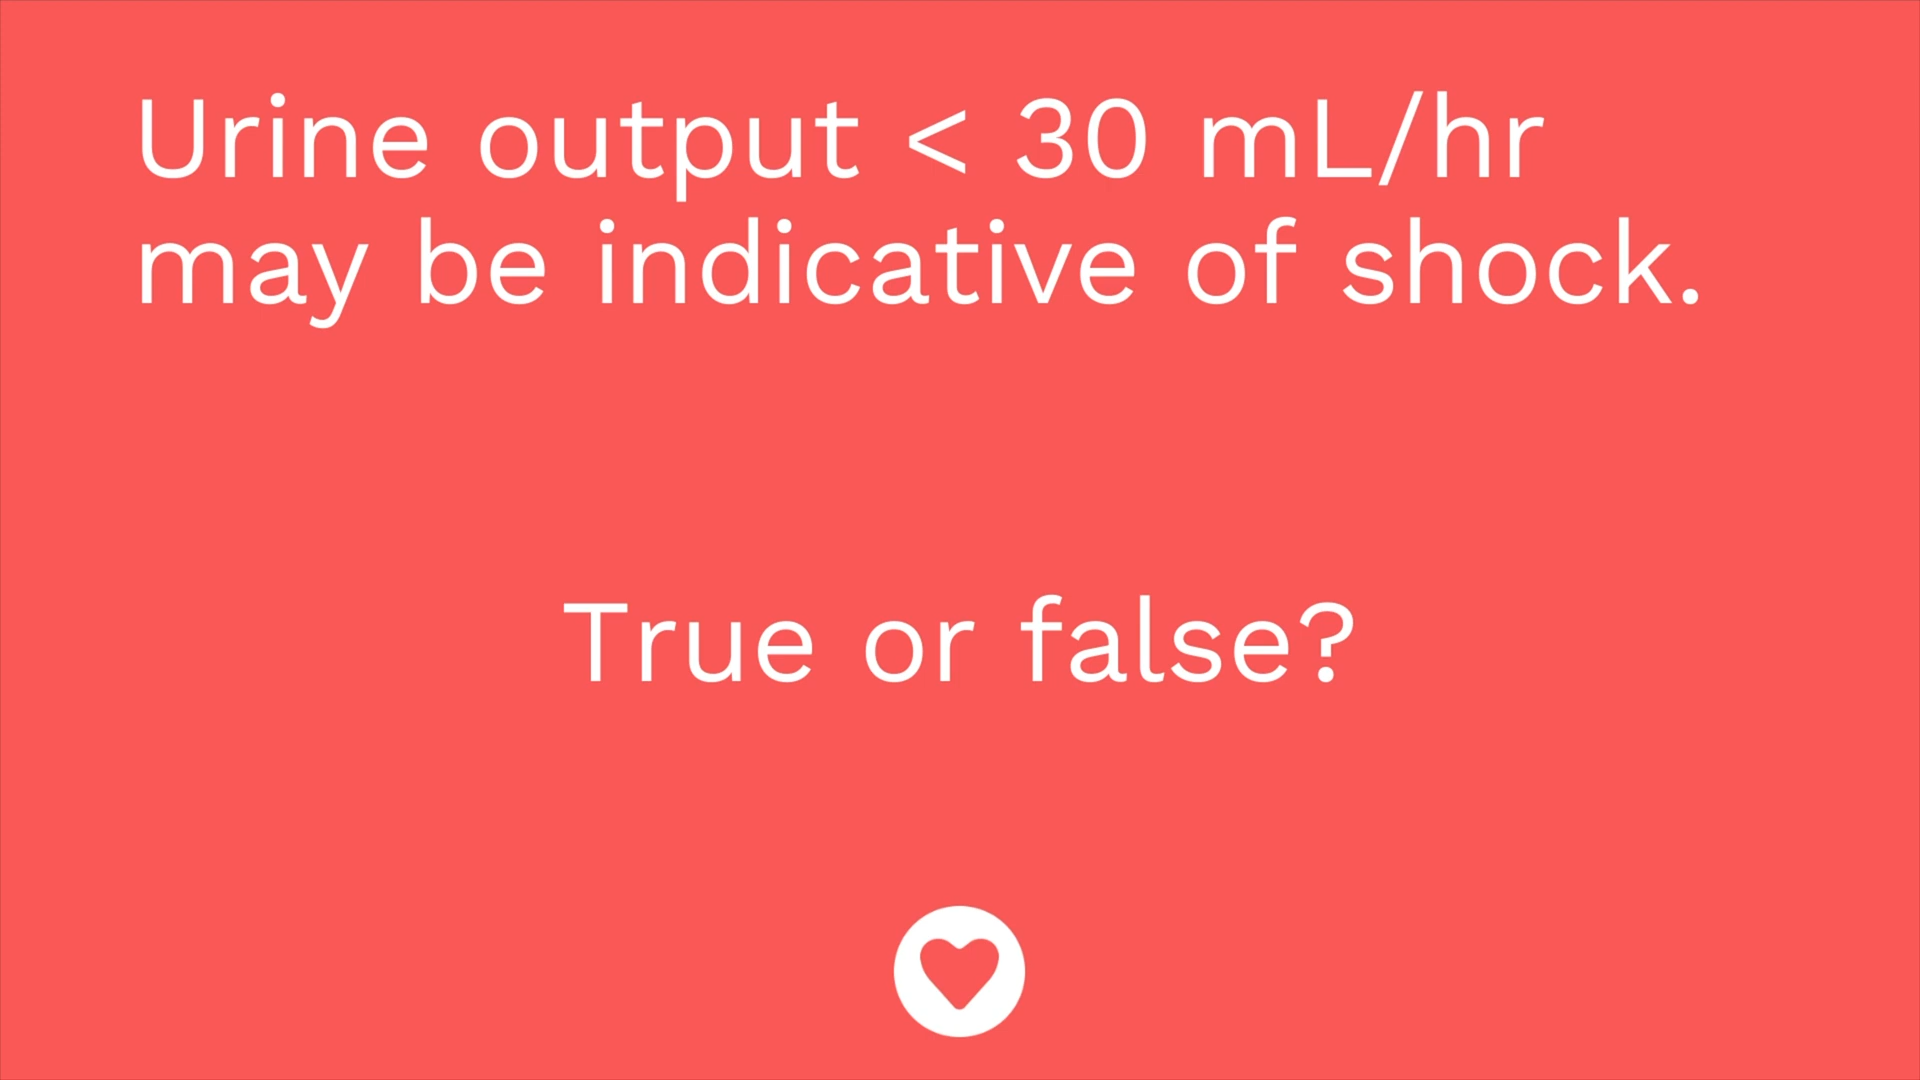 Urine output < 30 mL/hr
may be indicative of shock.
True or false?